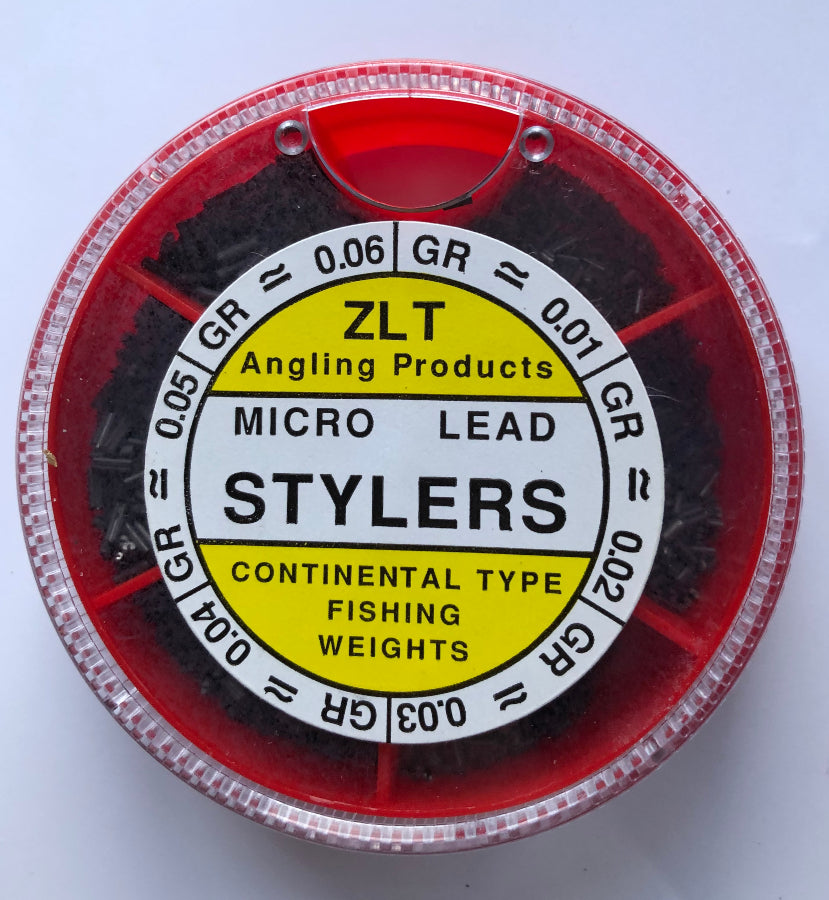 GR ≃ 0.01
GR ≃ 0.02
GR ≃ 0.03
GR ≃ 0.04
GR ≃ 0.05
GR ≃ 0.06
ZLT
Angling Products
MICRO LEAD
STYLERS
CONTINENTAL TYPE
FISHING
WEIGHTS